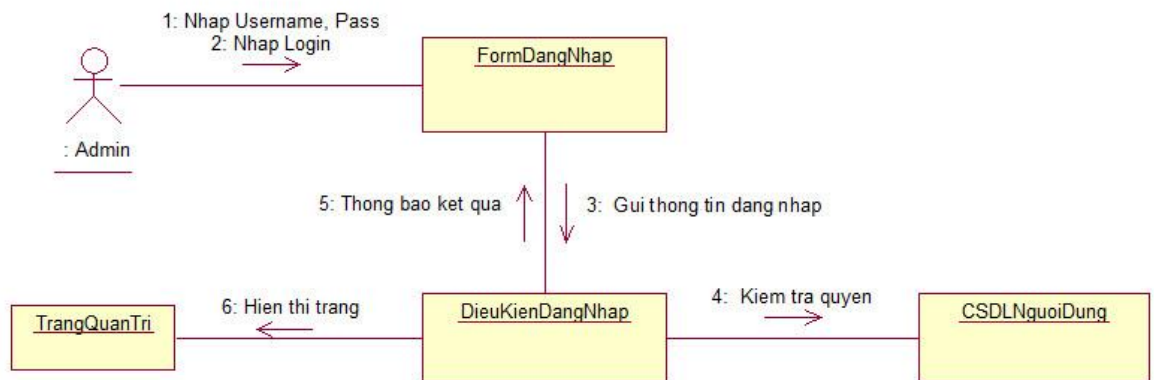 1: Nhap Username, Pass
2: Nhap Login
FormDangNhap
: Admin
5: Thong bao ket qua
3: Gui thong tin dang nhap
6: Hien thi trang
4: Kiem tra quyen
TrangQuanTri
DieuKienDangNhap
CSDLNguoiDung